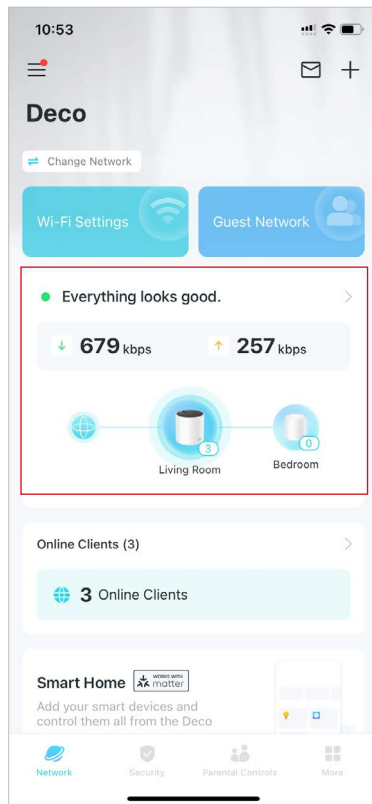 10:53
Deco
Change Network
Wi-Fi Settings
Guest Network
Everything looks good.
679 kbps
257 kbps
3
0
Living Room
Bedroom
Online Clients (3)
3 Online Clients
Smart Home
WORKS WITH
matter
Add your smart devices and
control them all from the Deco
Network
Security
Parental Controls
More